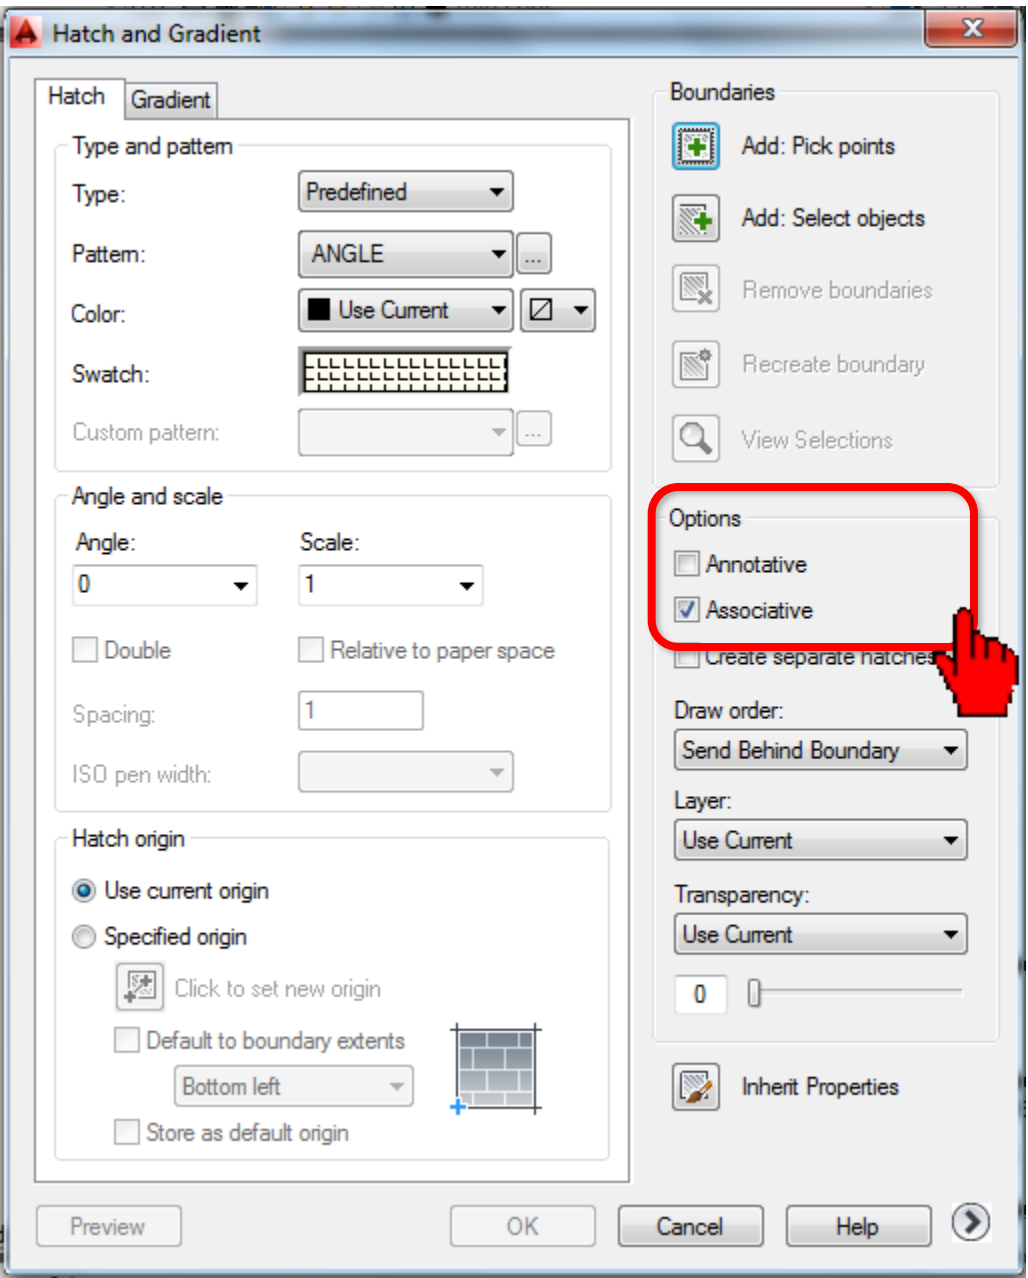 Hatch and Gradient
Hatch
Gradient
Type and pattern
Type:
Predefined
Pattern:
ANGLE
...
Color:
Use Current
Swatch:
Custom pattern:
...
Angle and scale
Angle:
Scale:
0
1
Double
Relative to paper space
Spacing:
1
ISO pen width:
Hatch origin
Use current origin
Specified origin
Click to set new origin
Default to boundary extents
Bottom left
Store as default origin
Boundaries
Add: Pick points
Add: Select objects
Remove boundaries
Recreate boundary
View Selections
Options
Annotative
Associative
Create separate hatches
Draw order:
Send Behind Boundary
Layer:
Use Current
Transparency:
Use Current
0
Inherit Properties
Preview
OK
Cancel
Help